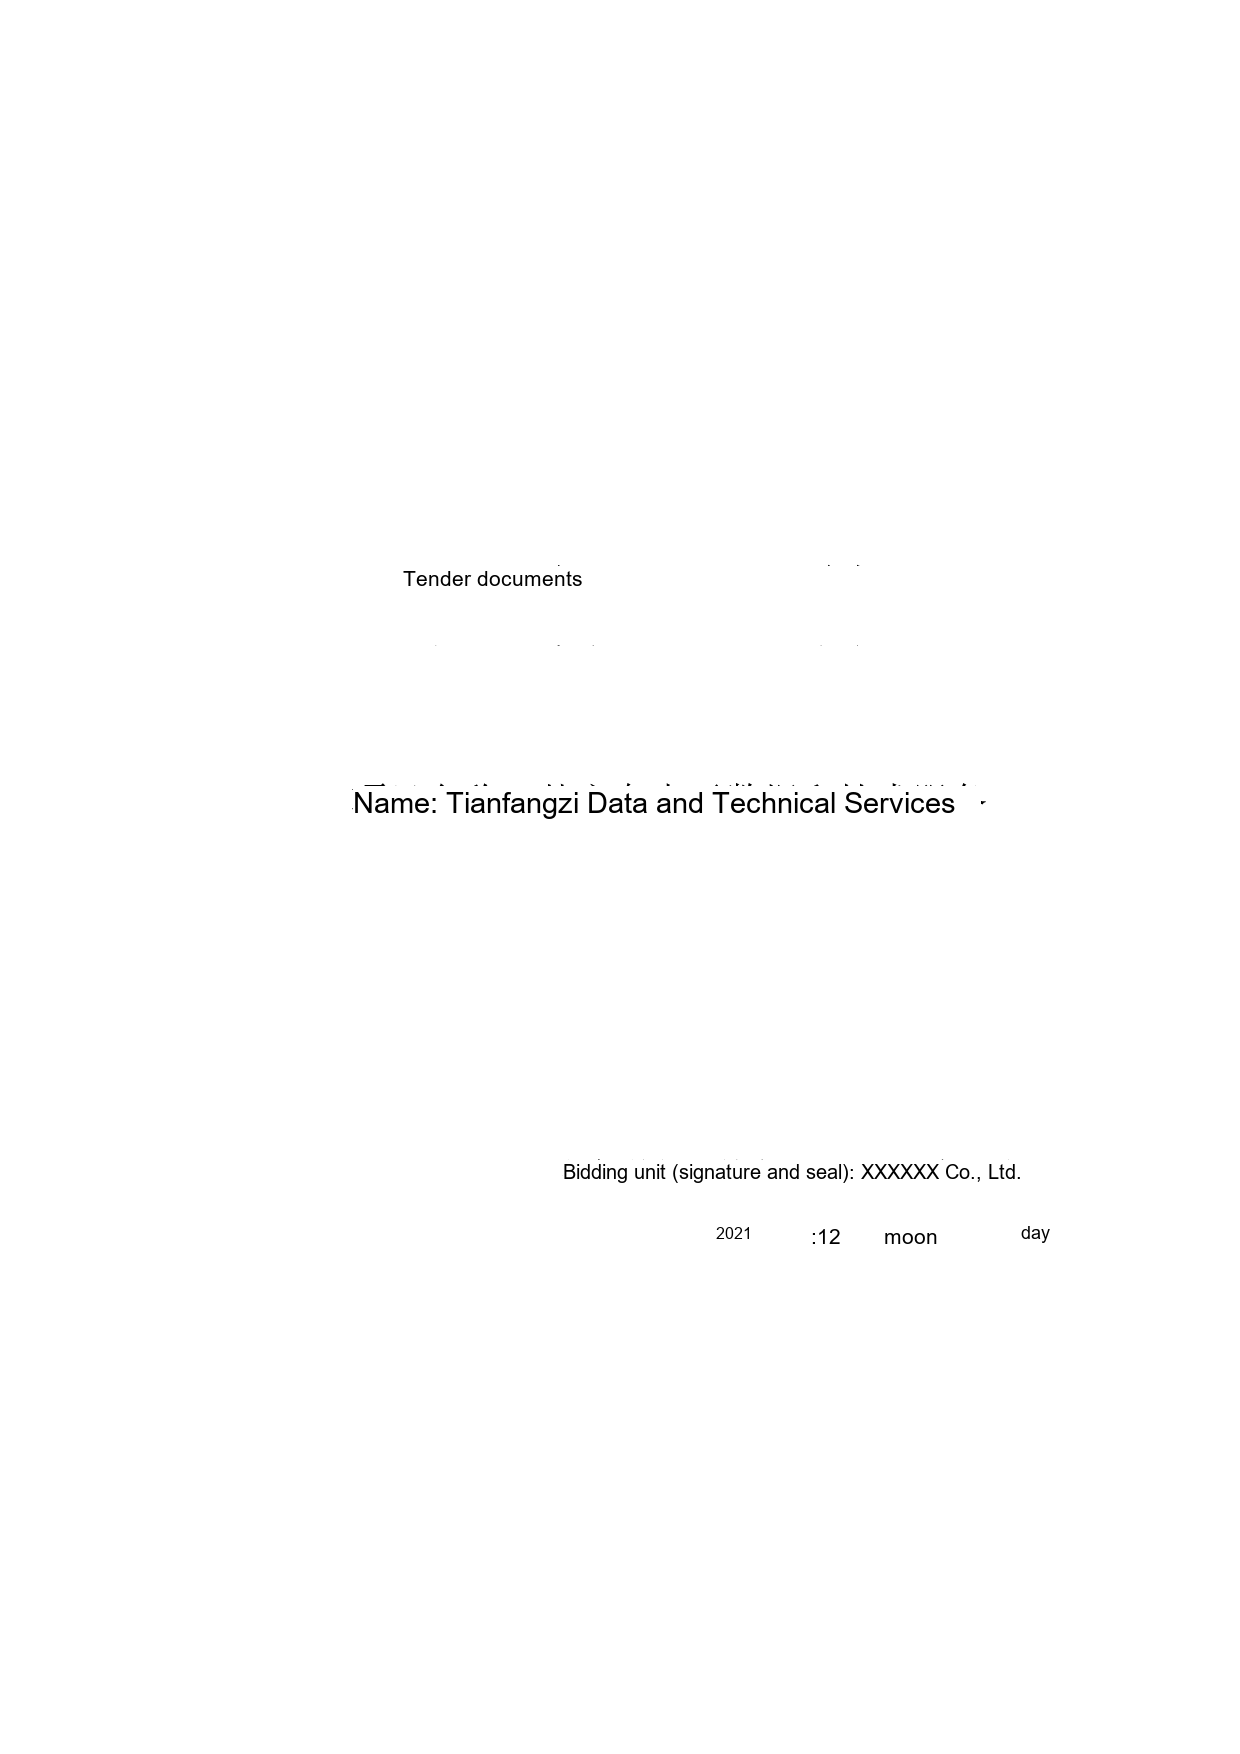 Tender documents
Name: Tianfangzi Data and Technical Services
Bidding unit (signature and seal): XXXXXX Co., Ltd.
2021 :12 moon day